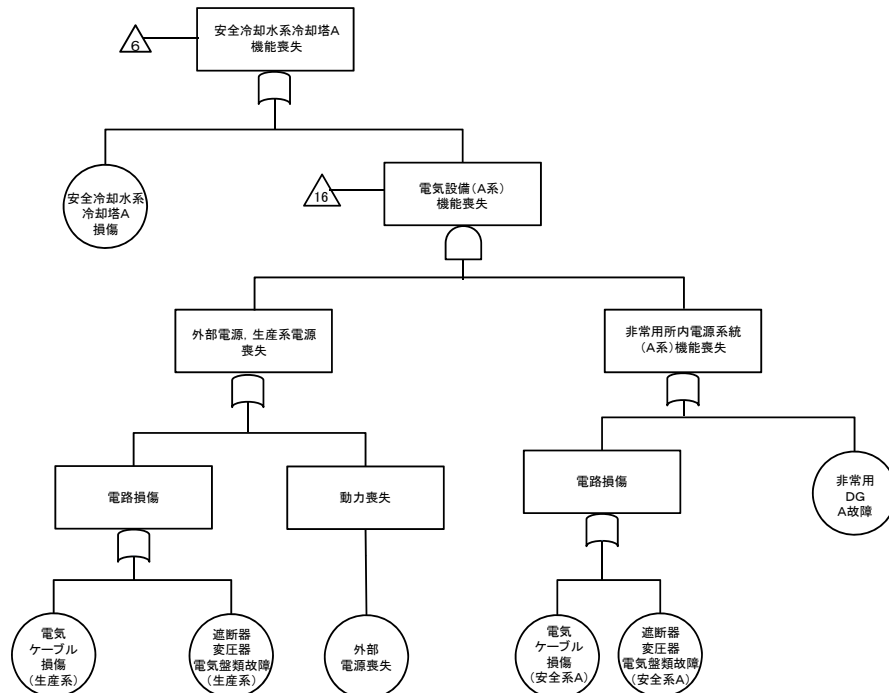 安全冷却水系冷却塔A
機能喪失
6
安全冷却水系
冷却塔A
損傷
電気設備(A系)
機能喪失
16
外部電源,生産系電源
喪失
非常用所内電源系統
(A系)機能喪失
電路損傷
動力喪失
電路損傷
非常用
DG
A故障
電気
ケーブル
損傷
(生産系)
遮断器
変圧器
電気盤類故障
(生産系)
外部
電源喪失
電気
ケーブル
損傷
(安全系A)
遮断器
変圧器
電気盤類故障
(安全系A)